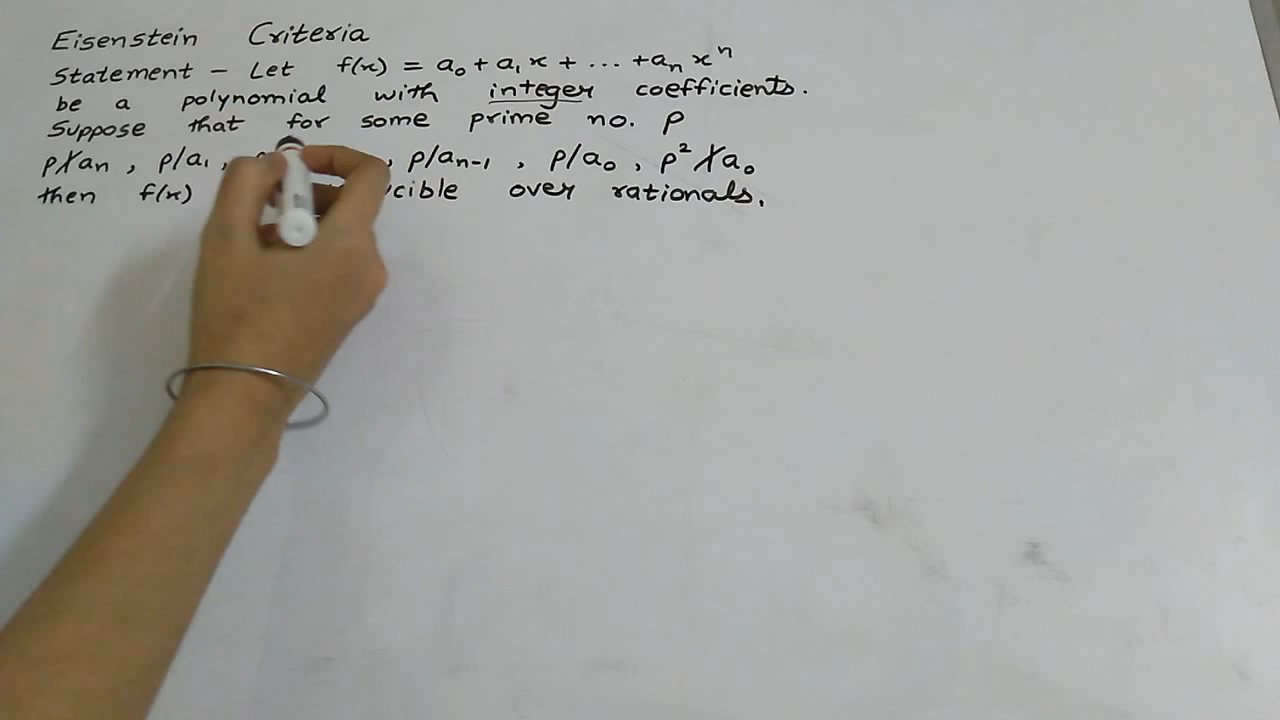 Eisenstein Criteria
Statement – Let f(x) = a₀ + a₁x + ... + aₙxⁿ
be a polynomial with integer coefficients.
Suppose that for some prime no. p
p∤aₙ , p/a₁ , , p/aₙ₋₁ , p/a₀ , p²∤a₀
then f(x) over rationals.